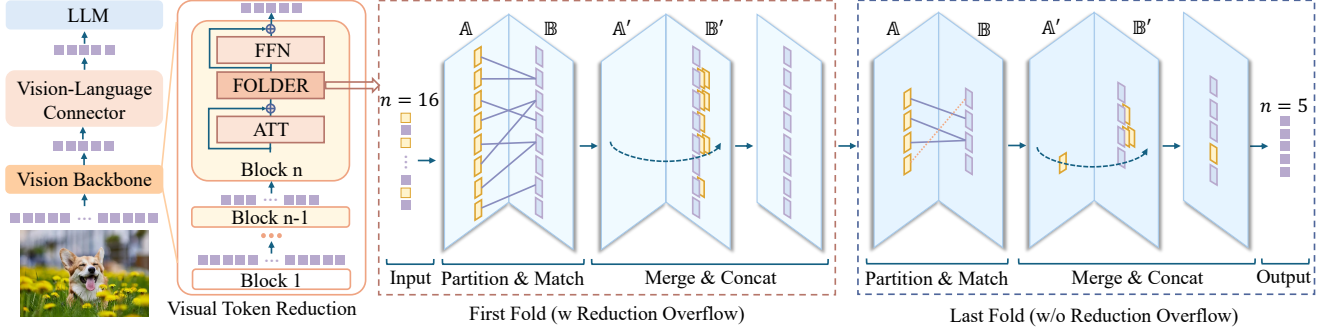 LLM
Vision-Language
Connector
Vision Backbone
FFN
FOLDER
ATT
Block n
Block n-1
Block 1
Visual Token Reduction
n = 16
𝔸
𝔹
𝔸′
𝔹′
Input
Partition & Match
Merge & Concat
First Fold (w Reduction Overflow)
𝔸
𝔹
𝔸′
𝔹′
n = 5
Partition & Match
Merge & Concat
Output
Last Fold (w/o Reduction Overflow)